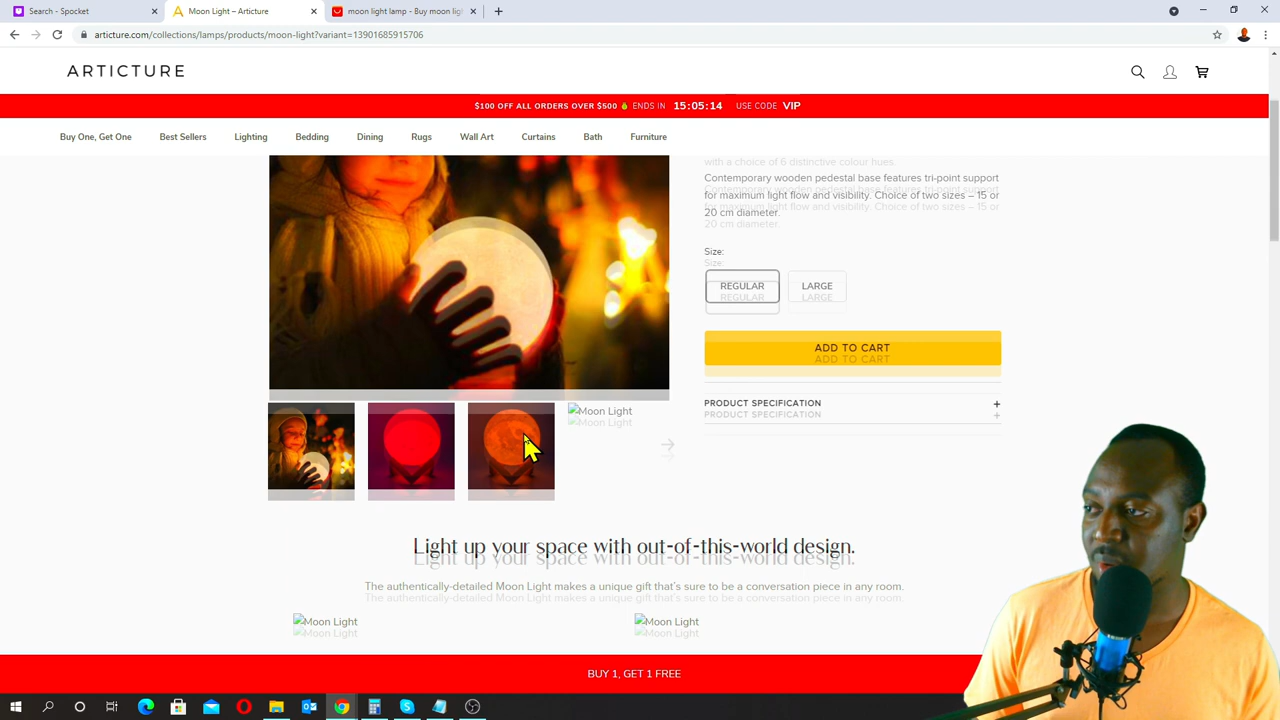 Search - Spocket
Moon Light – Articture
moon light lamp - Buy moon lig
articture.com/collections/lamps/products/moon-light?variant=13901685915706
ARTICTURE
$100 OFF ALL ORDERS OVER $500 ENDS IN 15:05:14 USE CODE VIP
Buy One, Get One Best Sellers Lighting Bedding Dining Rugs Wall Art Curtains Bath Furniture
with a choice of 6 distinctive colour hues.
Contemporary wooden pedestal base features tri-point support
for maximum light flow and visibility. Choice of two sizes – 15 or
20 cm diameter.
Size:
REGULAR LARGE
ADD TO CART
PRODUCT SPECIFICATION +
Moon Light
Light up your space with out-of-this-world design.
The authentically-detailed Moon Light makes a unique gift that's sure to be a conversation piece in any room.
Moon Light Moon Light
BUY 1, GET 1 FREE